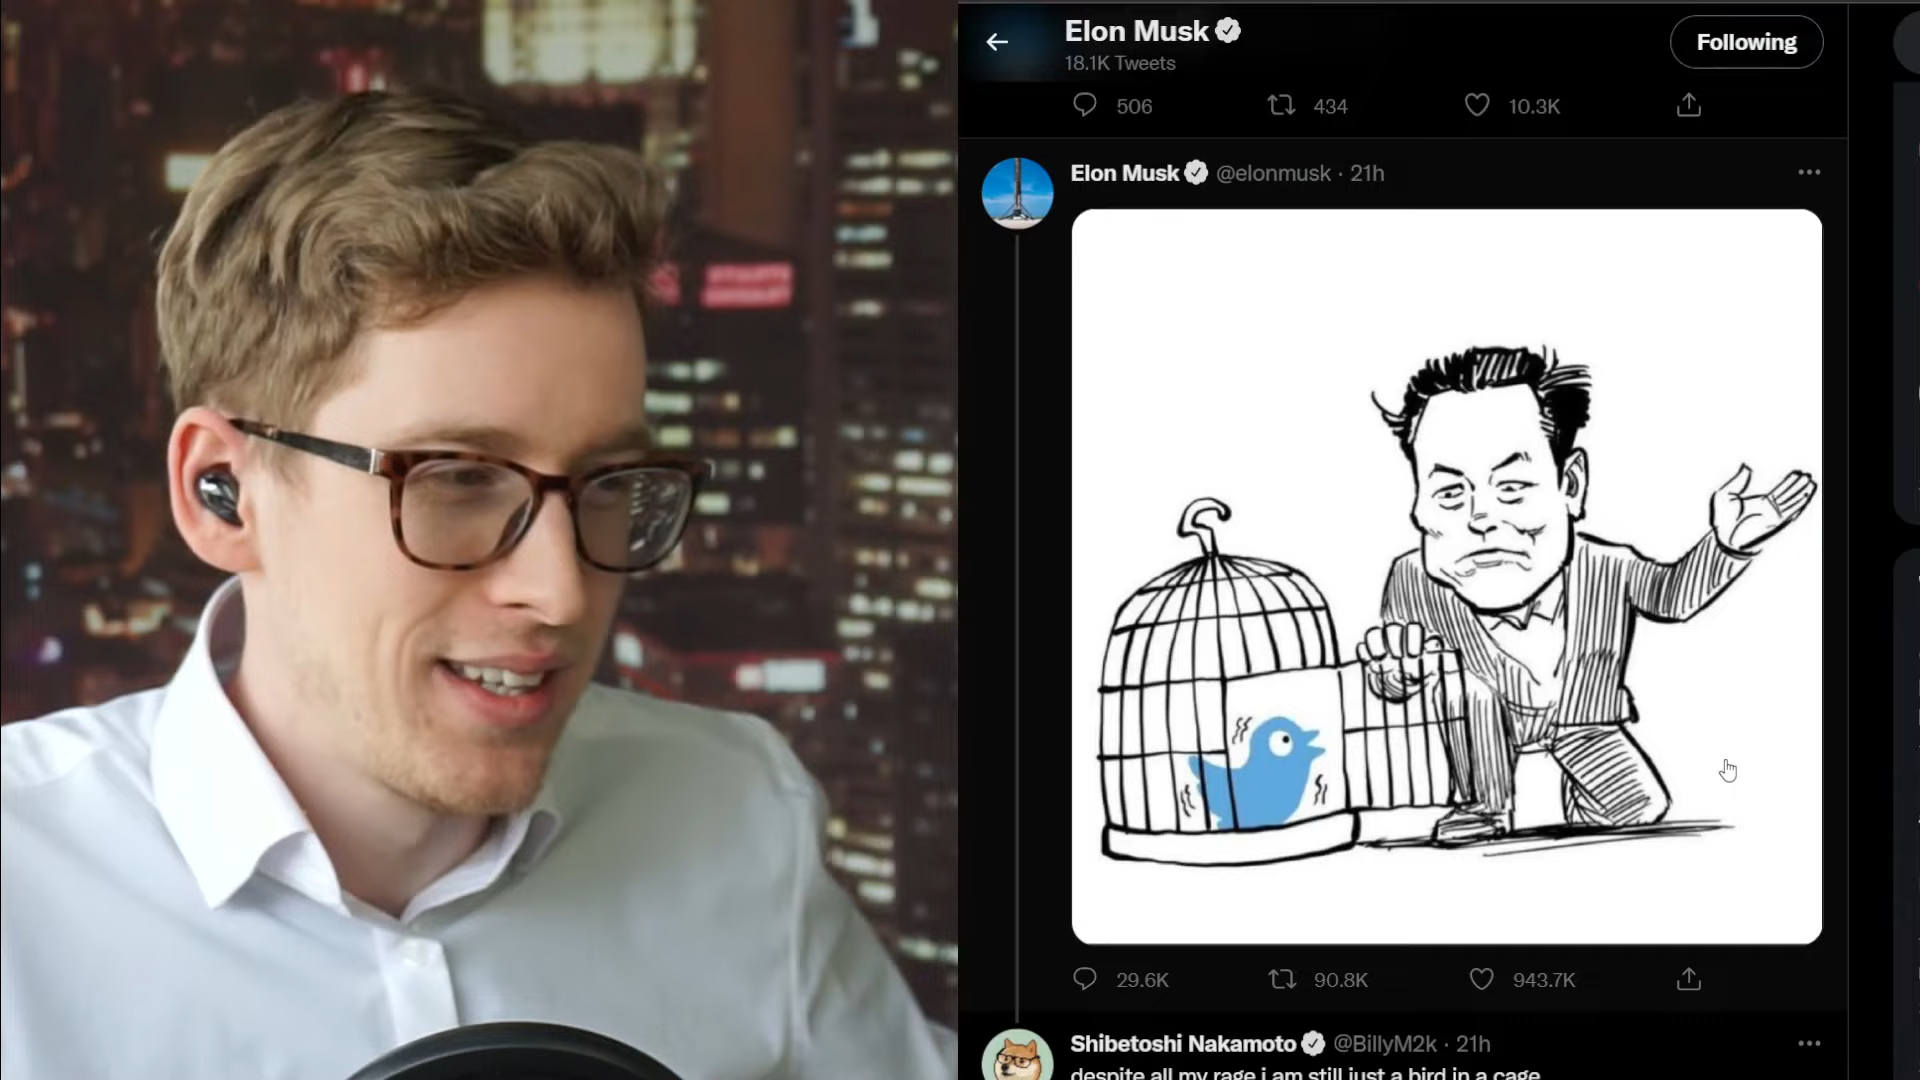 Elon Musk
18.1K Tweets
Following
506 434 10.3K
Elon Musk @elonmusk · 21h
29.6K 90.8K 943.7K
Shibetoshi Nakamoto @BillyM2k · 21h
despite all my rage i am still just a bird in a cage